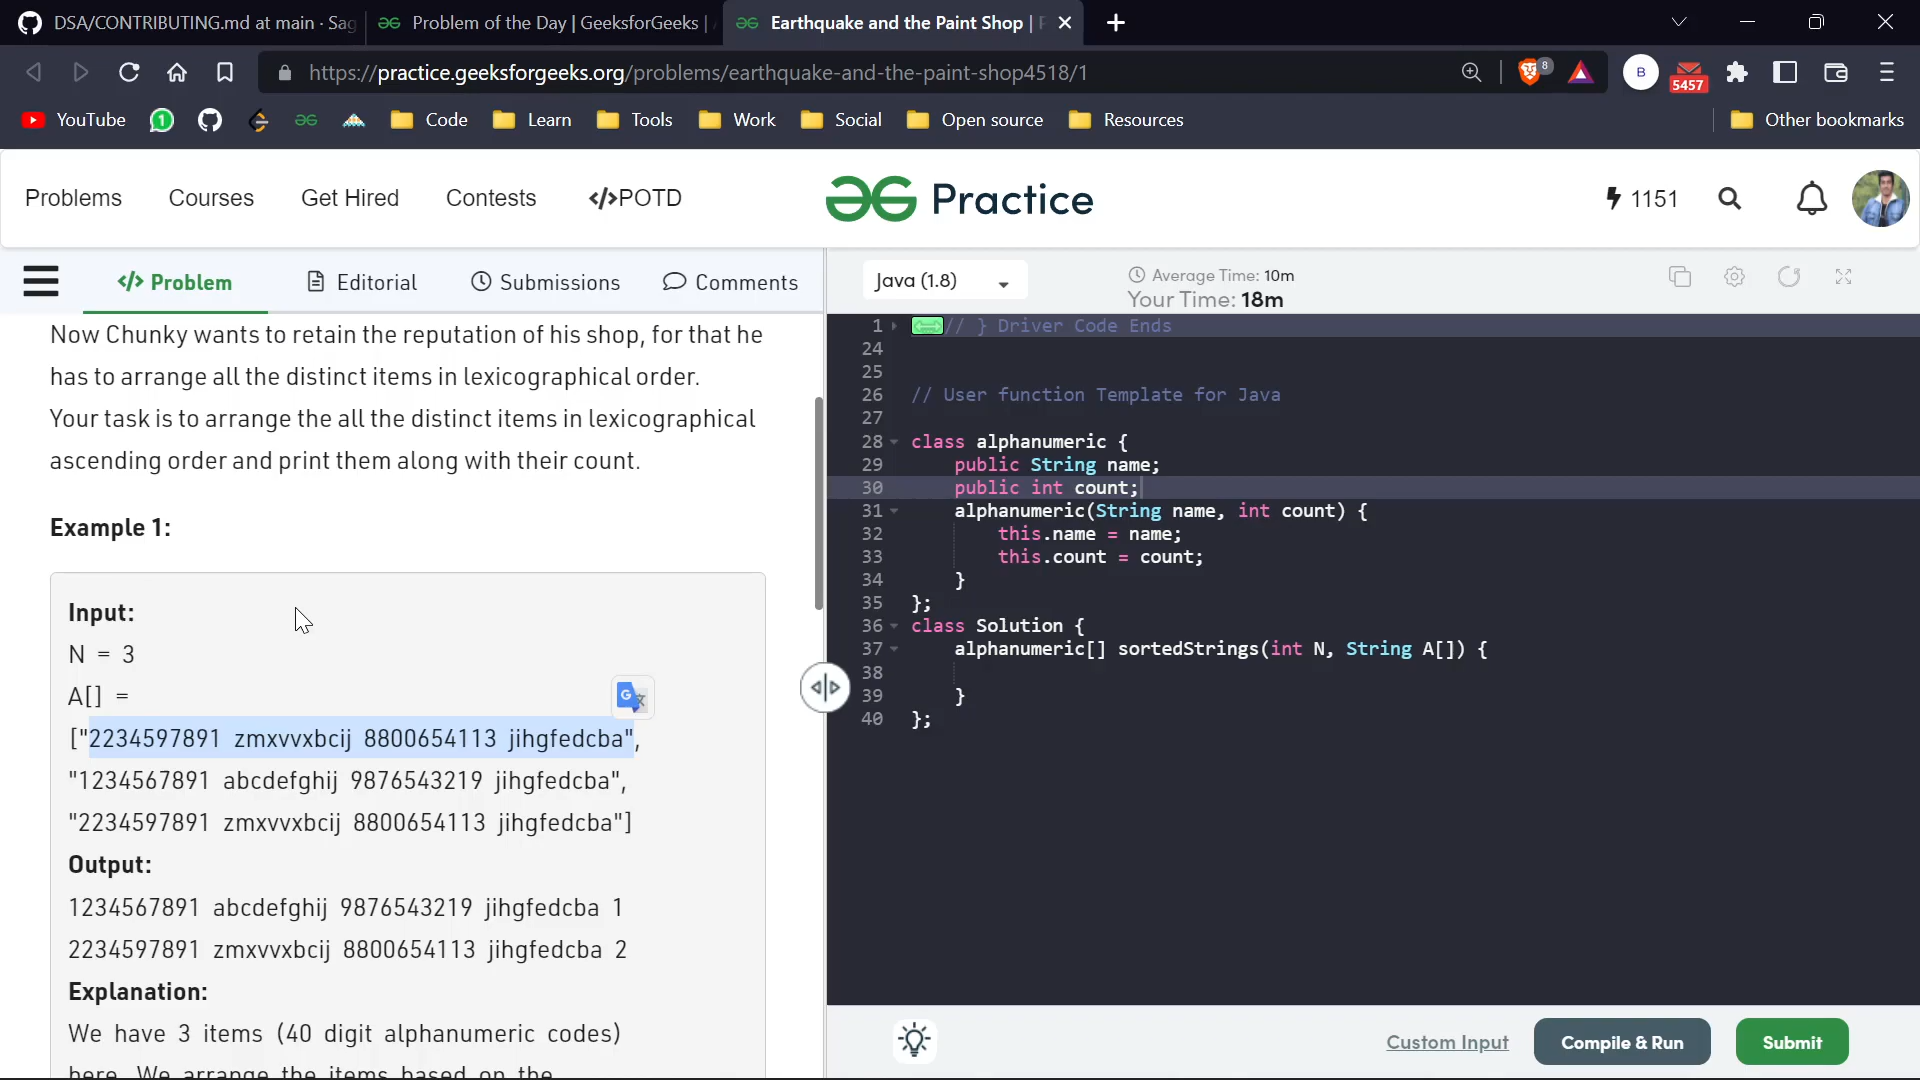 DSA/CONTRIBUTING.md at main · Sag
Problem of the Day | GeeksforGeeks |
Earthquake and the Paint Shop |
https://practice.geeksforgeeks.org/problems/earthquake-and-the-paint-shop4518/1
8
B
5457
YouTube
1
Code
Learn
Tools
Work
Social
Open source
Resources
Other bookmarks
Problems
Courses
Get Hired
Contests
</>POTD
Practice
1151
</> Problem
Editorial
Submissions
Comments
Java (1.8)
Average Time: 10m
Your Time: 18m
Now Chunky wants to retain the reputation of his shop, for that he
has to arrange all the distinct items in lexicographical order.
Your task is to arrange the all the distinct items in lexicographical
ascending order and print them along with their count.
Example 1:
Input:
N = 3
A[] =
["2234597891 zmxvvxbcij 8800654113 jihgfedcba",
"1234567891 abcdefghij 9876543219 jihgfedcba",
"2234597891 zmxvvxbcij 8800654113 jihgfedcba"]
Output:
1234567891 abcdefghij 9876543219 jihgfedcba 1
2234597891 zmxvvxbcij 8800654113 jihgfedcba 2
Explanation:
We have 3 items (40 digit alphanumeric codes)
here. We arrange the items based on the
1 // } Driver Code Ends
24
25
26 // User function Template for Java
27
28 class alphanumeric {
29 public String name;
30 public int count;
31 alphanumeric(String name, int count) {
32 this.name = name;
33 this.count = count;
34 }
35 };
36 class Solution {
37 alphanumeric[] sortedStrings(int N, String A[]) {
38
39 }
40 };
Custom Input
Compile & Run
Submit